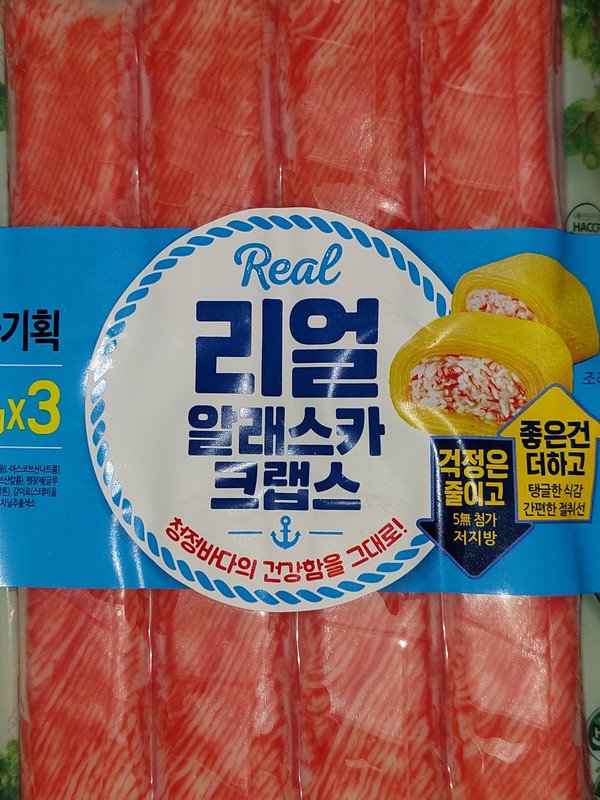 Real
리얼
알래스카
크랩스
청정바다의 건강함을 그대로!
기획
x3
HACCP
조리
걱정은
줄이고
5無 첨가
저지방
좋은건
더하고
탱글한 식감
간편한 절취선